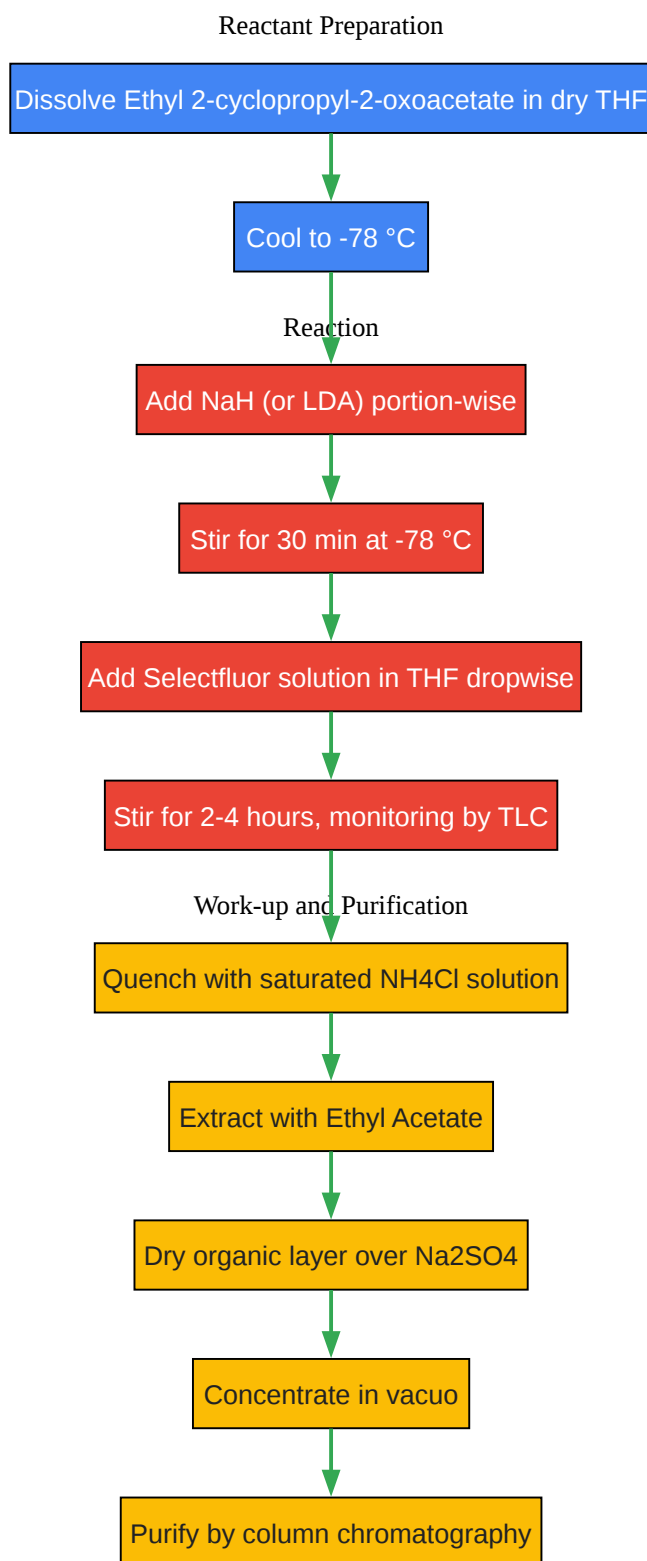 Reactant Preparation
Dissolve Ethyl 2-cyclopropyl-2-oxoacetate in dry THF
Cool to -78 °C
Reaction
Add NaH (or LDA) portion-wise
Stir for 30 min at -78 °C
Add Selectfluor solution in THF dropwise
Stir for 2-4 hours, monitoring by TLC
Work-up and Purification
Quench with saturated NH4Cl solution
Extract with Ethyl Acetate
Dry organic layer over Na2SO4
Concentrate in vacuo
Purify by column chromatography